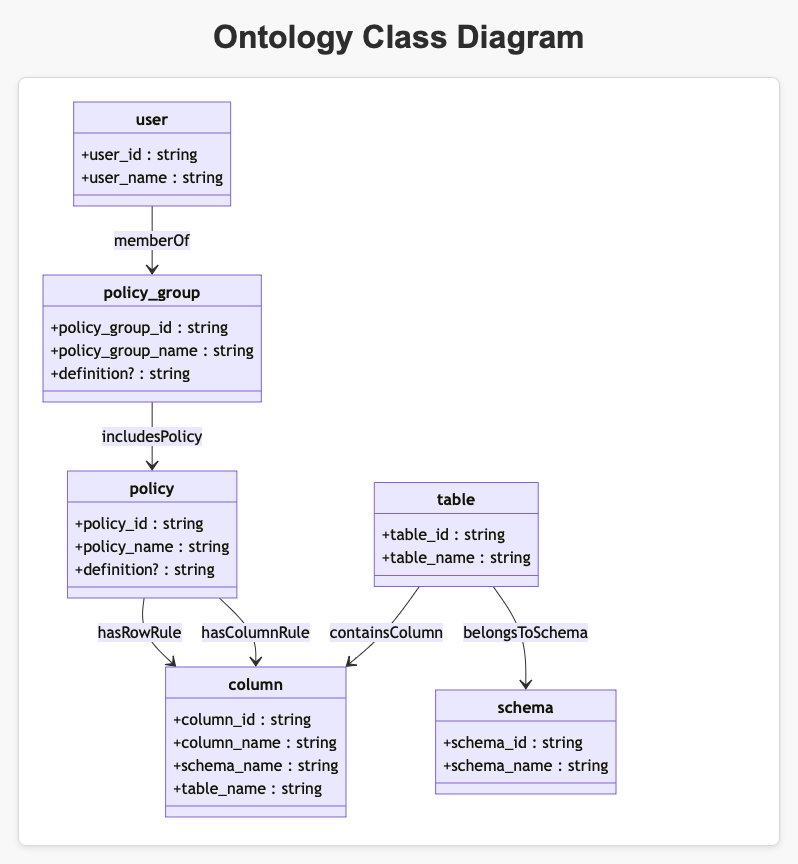 Ontology Class Diagram
user
+user_id : string
+user_name : string
memberOf
policy_group
+policy_group_id : string
+policy_group_name : string
+definition? : string
includesPolicy
policy
+policy_id : string
+policy_name : string
+definition? : string
table
+table_id : string
+table_name : string
hasRowRule
hasColumnRule
containsColumn
belongsToSchema
column
+column_id : string
+column_name : string
+schema_name : string
+table_name : string
schema
+schema_id : string
+schema_name : string